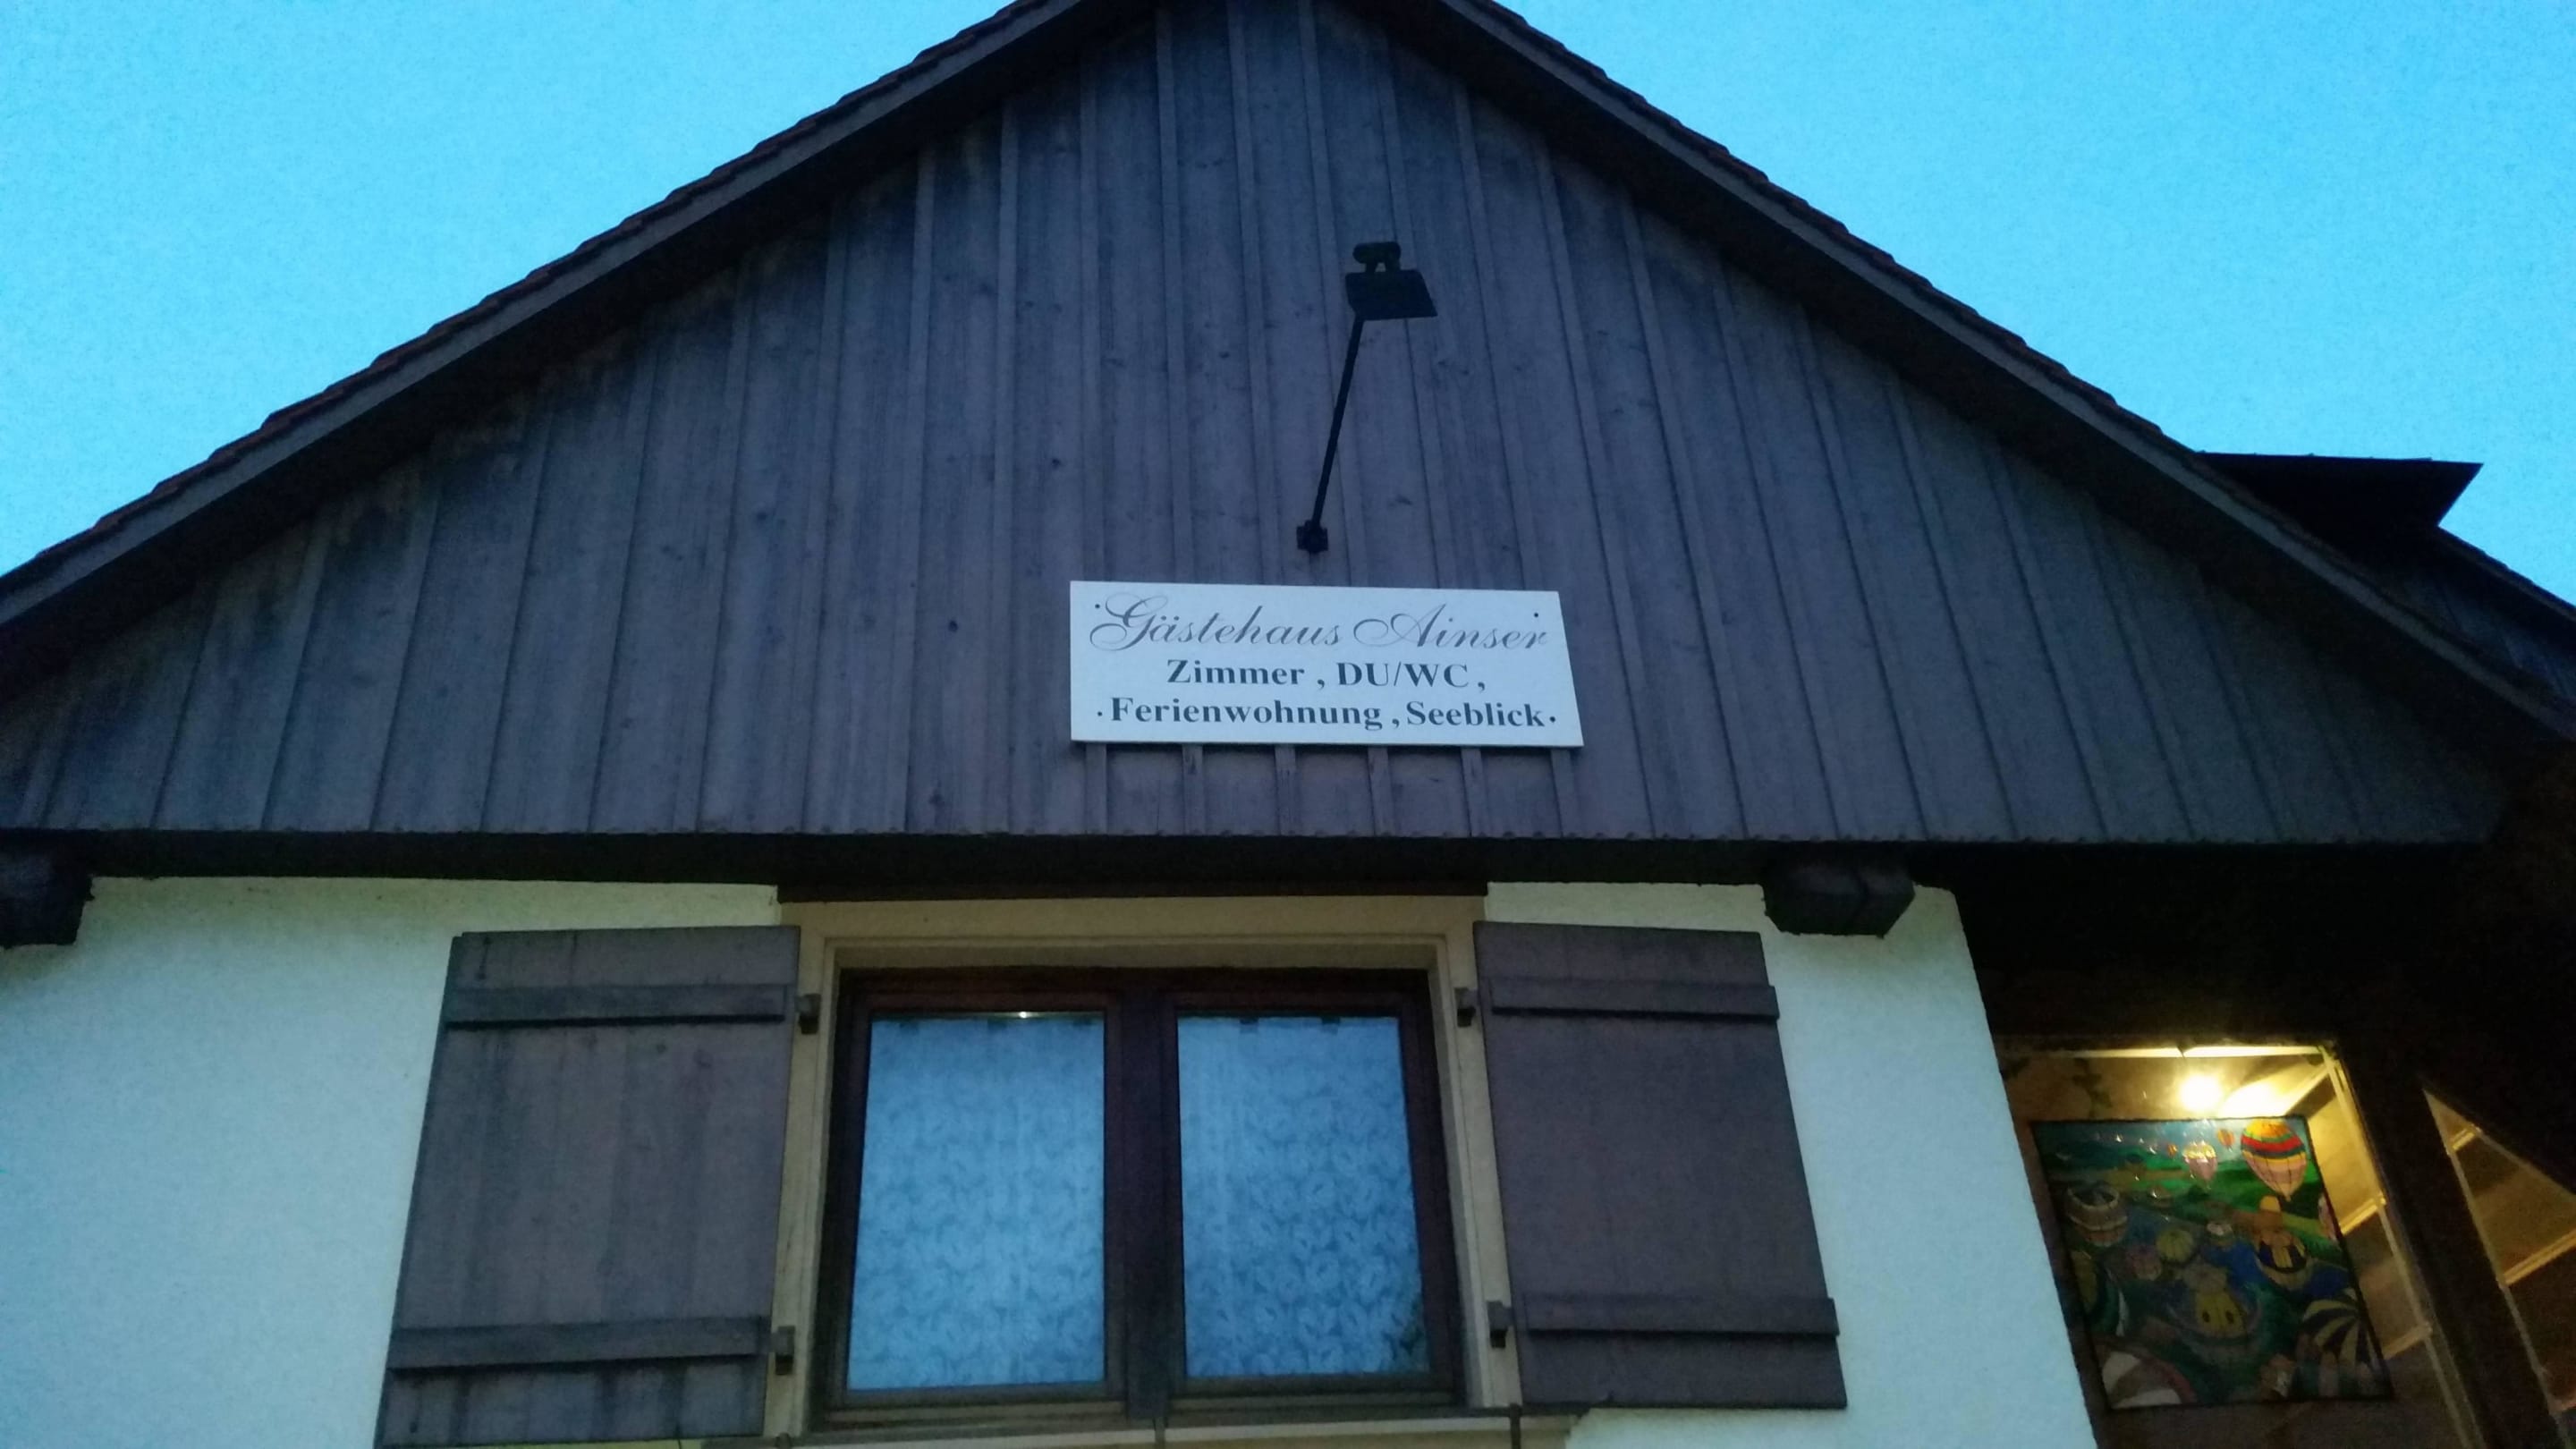 Gästehaus Ainser
Zimmer, DU/WC,
Ferienwohnung, Seeblick